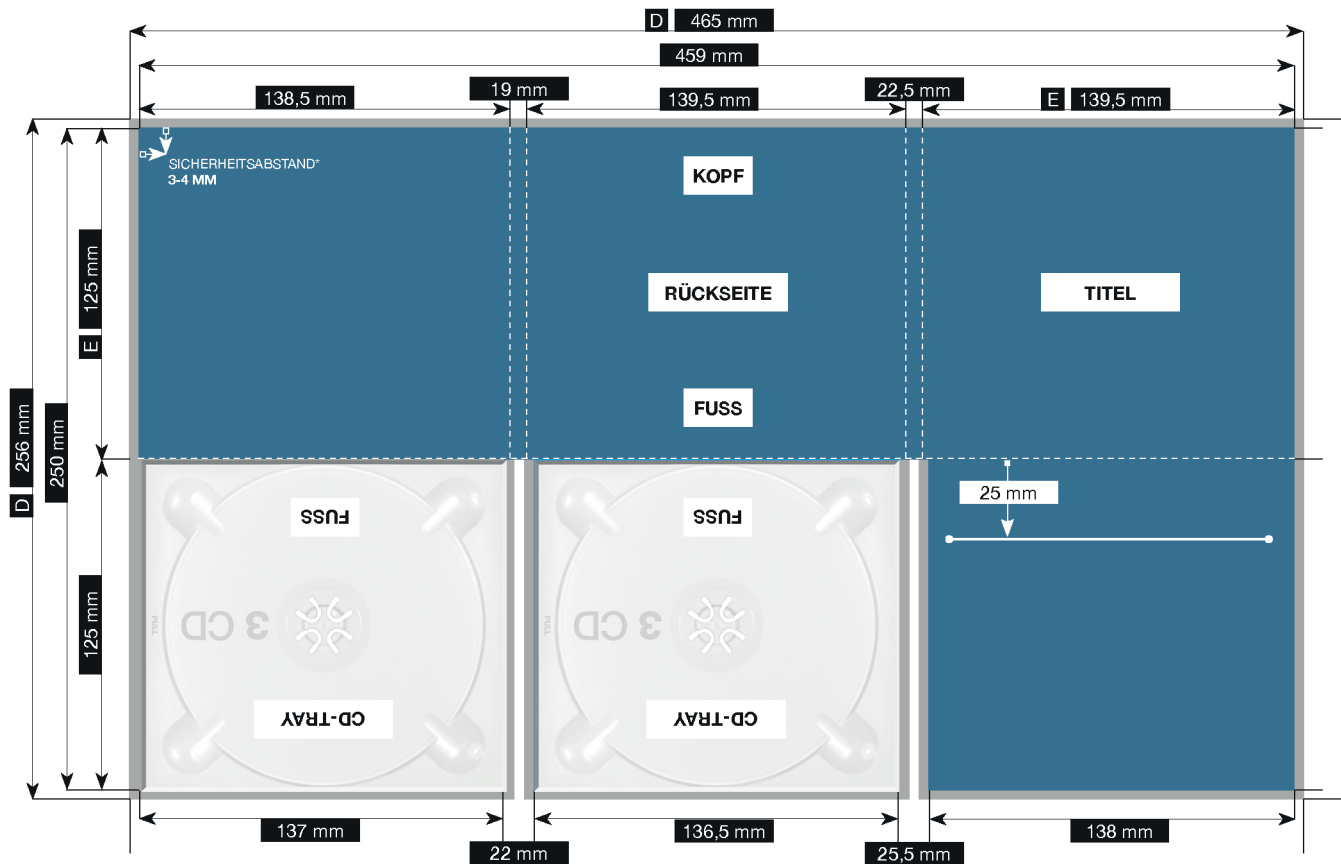 D 465 mm
459 mm
138,5 mm
19 mm
139,5 mm
22,5 mm
E 139,5 mm
SICHERHEITSABSTAND*
3-4 MM
KOPF
RÜCKSEITE
TITEL
FUSS
E 125 mm
D 256 mm
250 mm
125 mm
25 mm
FUSS
FUSS
PULL
3 CD
PULL
3 CD
CD-TRAY
CD-TRAY
137 mm
22 mm
136,5 mm
25,5 mm
138 mm